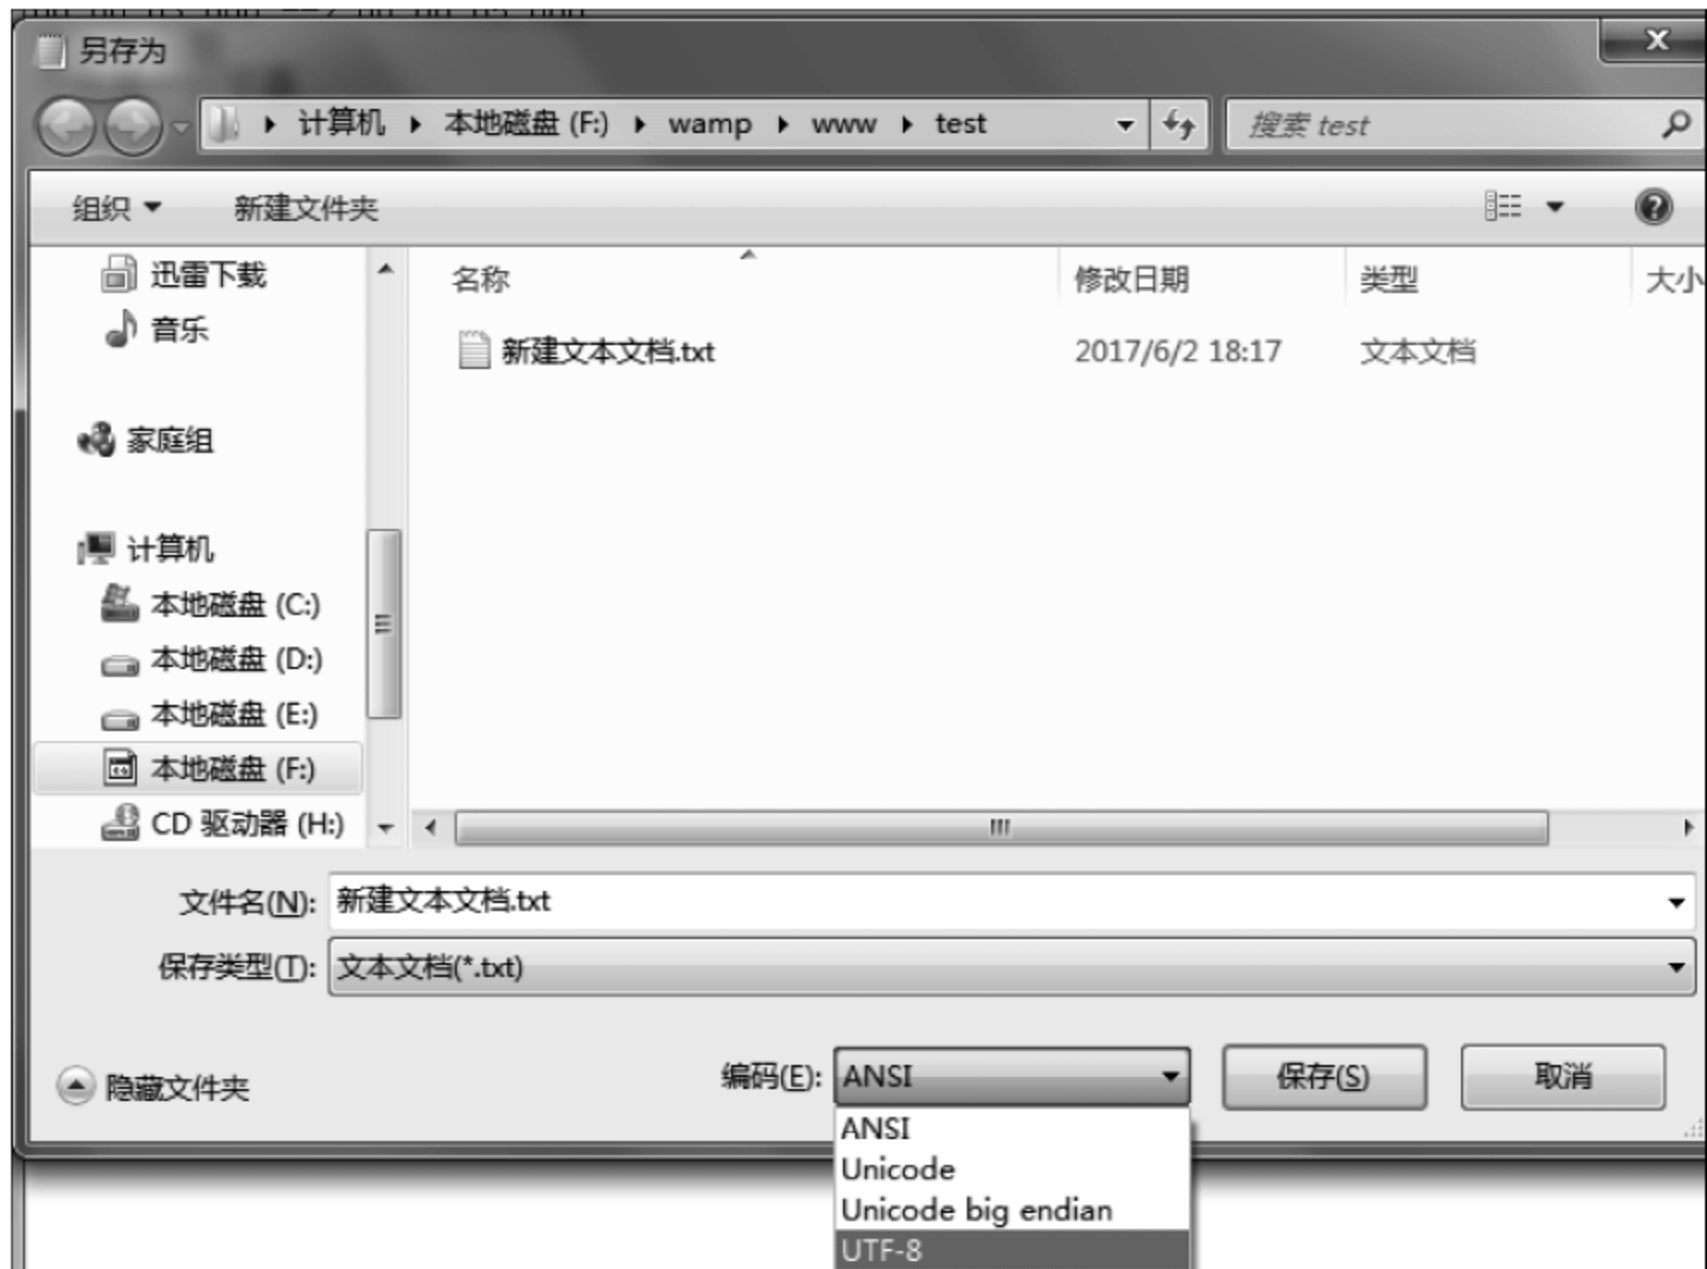 另存为
计算机 本地磁盘 (F:) wamp www test
搜索 test
组织 新建文件夹
迅雷下载
音乐
家庭组
计算机
本地磁盘 (C:)
本地磁盘 (D:)
本地磁盘 (E:)
本地磁盘 (F:)
CD 驱动器 (H:)
名称 修改日期 类型 大小
新建文本文档.txt 2017/6/2 18:17 文本文档
文件名(N): 新建文本文档.txt
保存类型(T): 文本文档(*.txt)
隐藏文件夹
编码(E): ANSI
保存(S) 取消
ANSI
Unicode
Unicode big endian
UTF-8